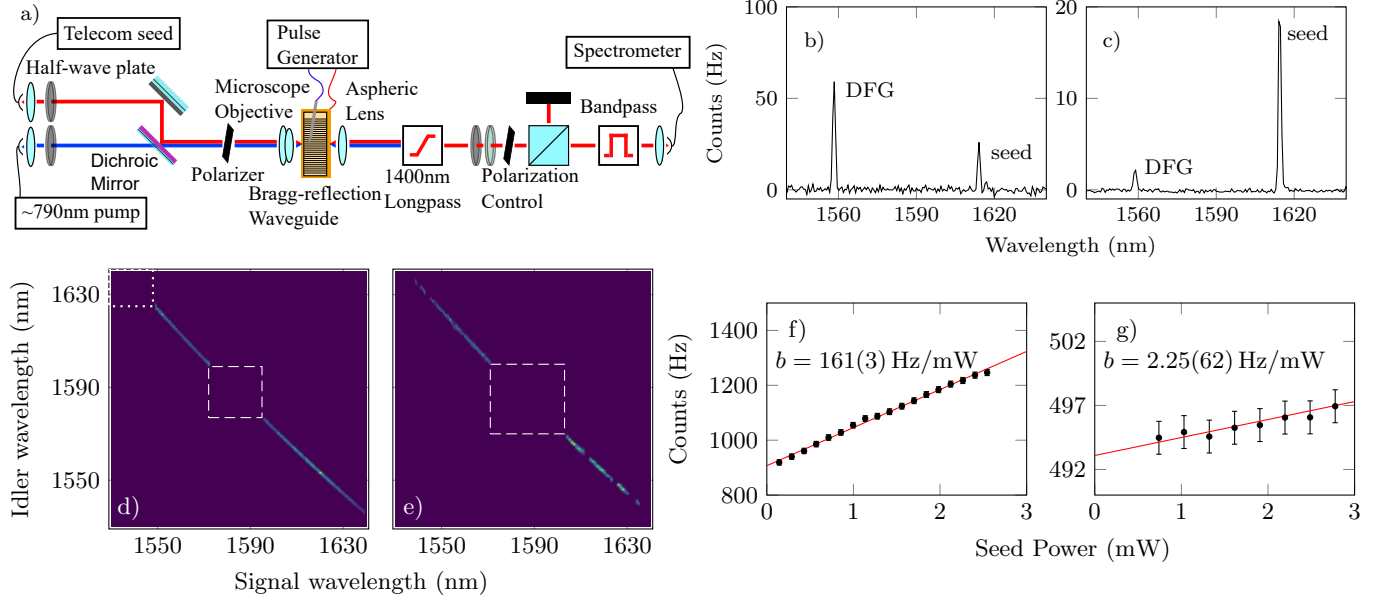 a)
Telecom seed
Half-wave plate
Pulse
Generator
Microscope
Objective
Aspheric
Lens
Spectrometer
Bandpass
Dichroic
Mirror
Polarizer
Bragg-reflection
Waveguide
1400nm
Longpass
Polarization
Control
~790nm pump
Counts (Hz)
100
50
0
b)
DFG
seed
1560
1590
1620
20
10
0
c)
seed
DFG
1560
1590
1620
Wavelength (nm)
Idler wavelength (nm)
1630
1590
1550
d)
e)
1550
1590
1630
1550
1590
1630
Signal wavelength (nm)
Counts (Hz)
1400
1200
1000
800
f)
b = 161(3) Hz/mW
0
1
2
3
502
497
492
g)
b = 2.25(62) Hz/mW
0
1
2
3
Seed Power (mW)